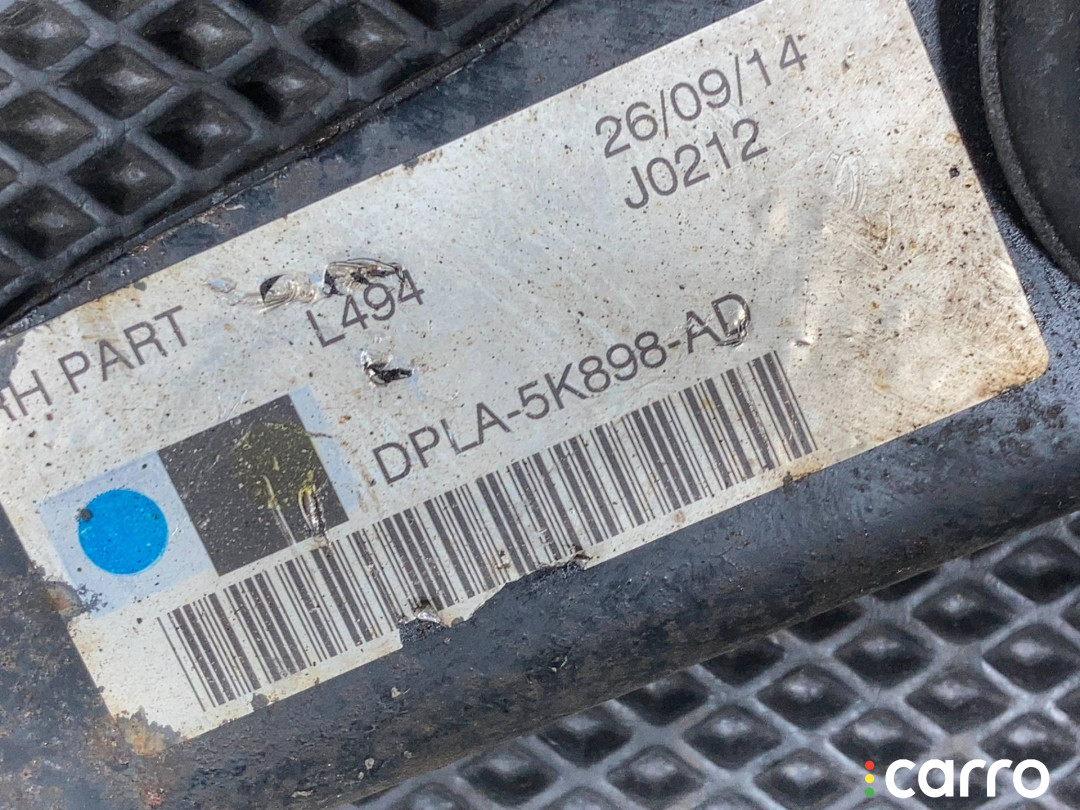 26/09/14
J0212
RH PART L494
DPLA-5K898-AD
carro